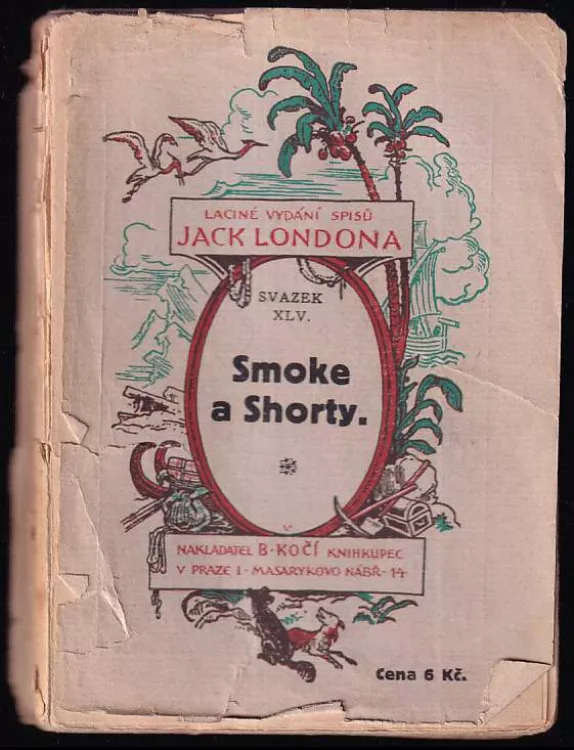 LACINÉ VYDÁNÍ SPISŮ
JACK LONDONA
SVAZEK
XLV.
Smoke
a Shorty.
NAKLADATEL B·KOČÍ KNIHKUPEC
V PRAZE I · MASARYKOVO NÁBŘ·14·
Cena 6 Kč.